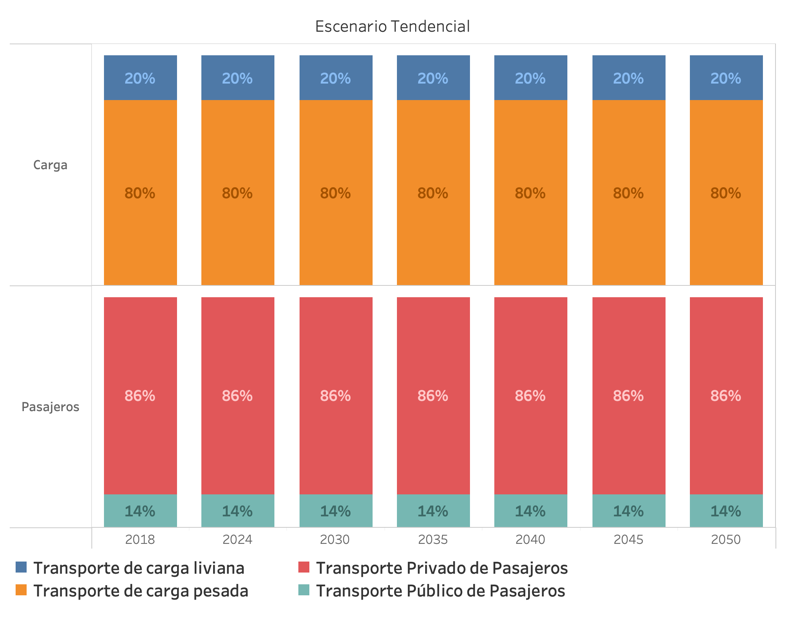 Escenario Tendencial
20% 20% 20% 20% 20% 20% 20%
Carga
80% 80% 80% 80% 80% 80% 80%
86% 86% 86% 86% 86% 86% 86%
Pasajeros
14% 14% 14% 14% 14% 14% 14%
2018 2024 2030 2035 2040 2045 2050
Transporte de carga liviana
Transporte Privado de Pasajeros
Transporte de carga pesada
Transporte Público de Pasajeros